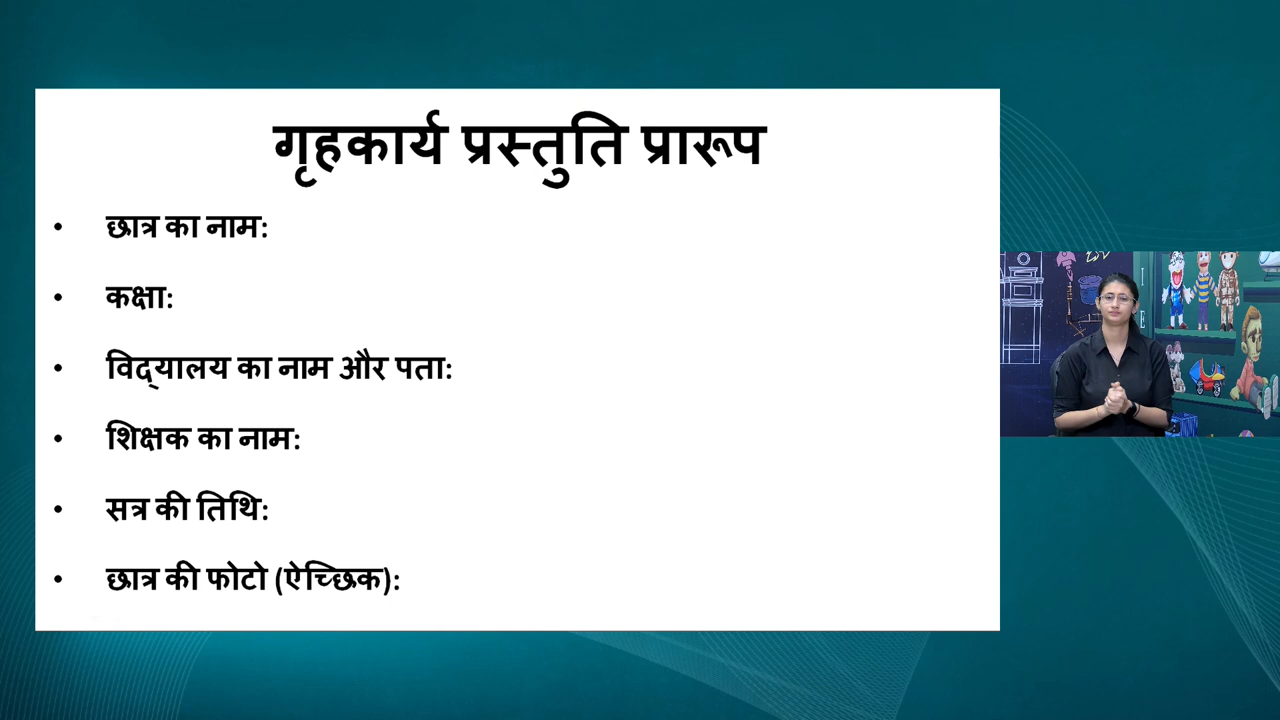 गृहकार्य प्रस्तुति प्रारूप
• छात्र का नाम:
• कक्षा:
• विद्यालय का नाम और पता:
• शिक्षक का नाम:
• सत्र की तिथि:
• छात्र की फोटो (ऐच्छिक):
I
E